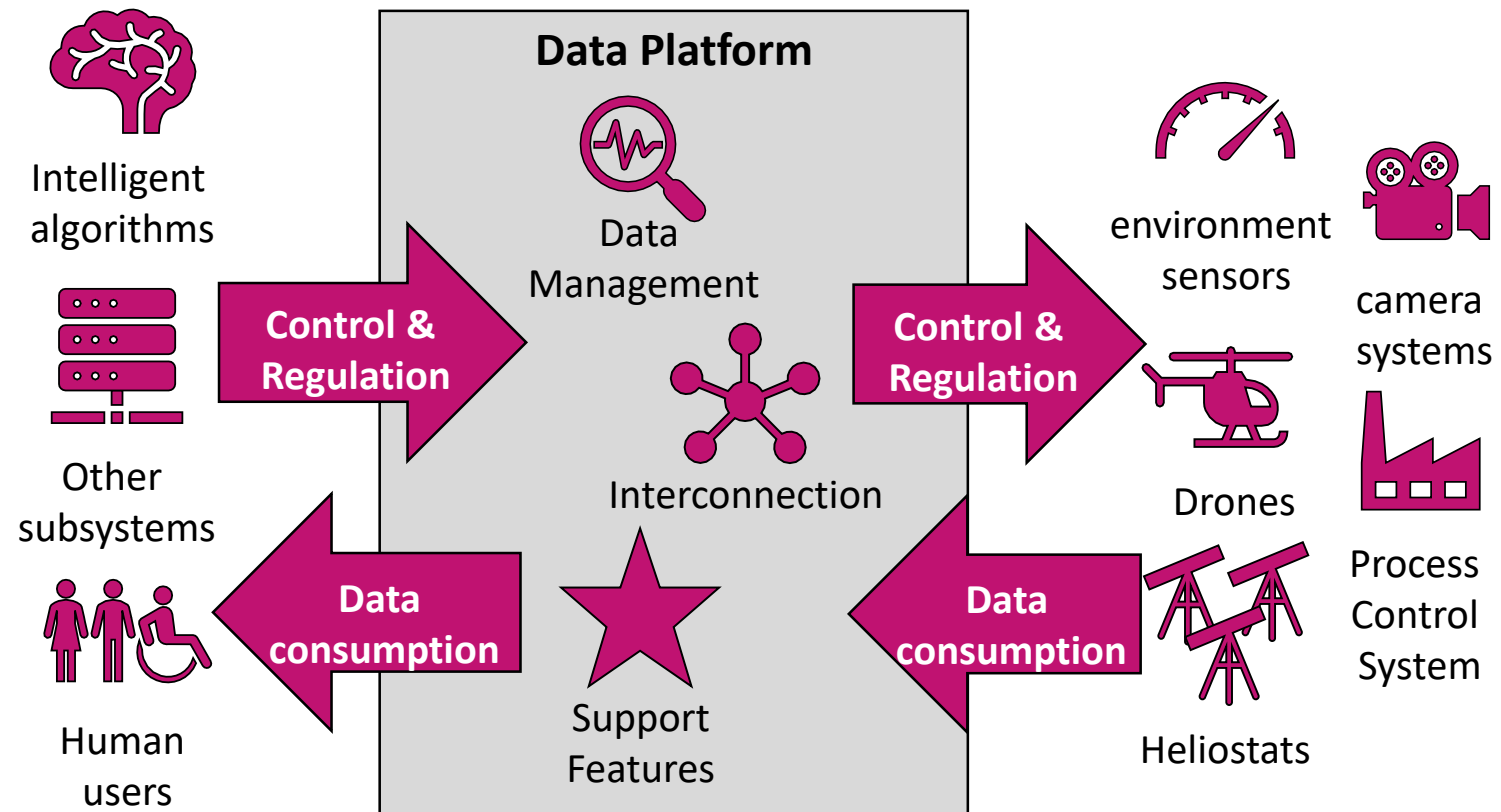 Data Platform
Intelligent
algorithms
Other
subsystems
Human
users
Control &
Regulation
Data
consumption
Data
Management
Interconnection
Support
Features
Control &
Regulation
Data
consumption
environment
sensors
camera
systems
Drones
Process
Control
System
Heliostats